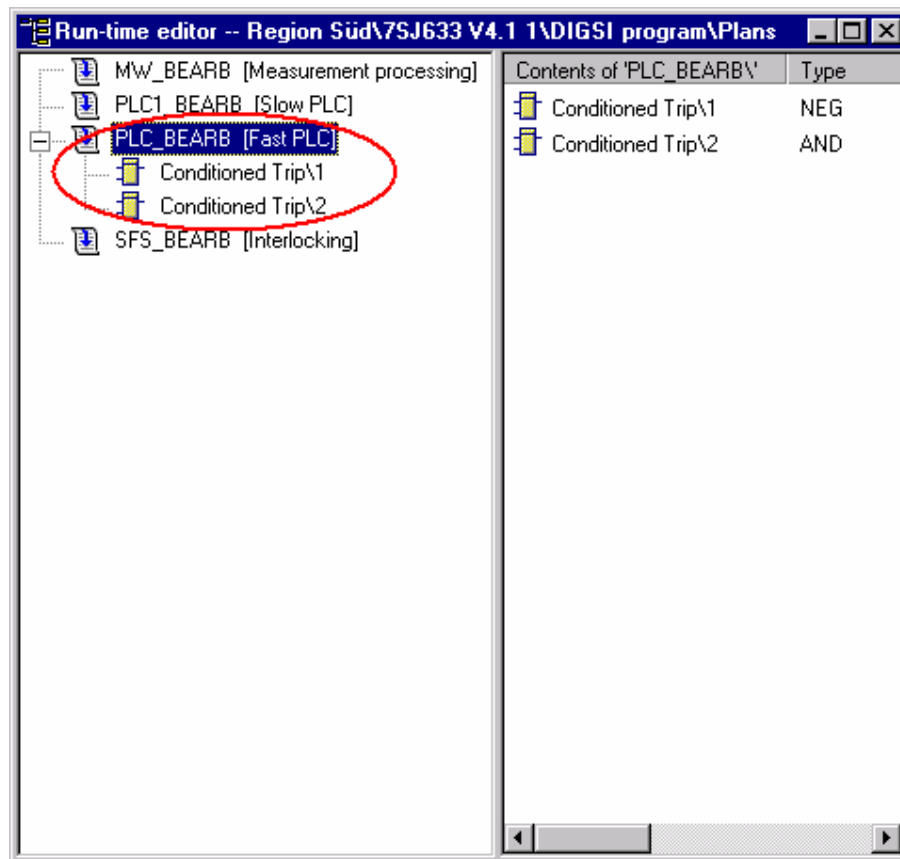 Run-time editor -- Region Süd\7SJ633 V4.1 1\DIGSI program\Plans
MW_BEARB [Measurement processing]
PLC1_BEARB [Slow PLC]
PLC_BEARB [Fast PLC]
Conditioned Trip\1
Conditioned Trip\2
SFS_BEARB [Interlocking]
Contents of 'PLC_BEARB\' Type
Conditioned Trip\1 NEG
Conditioned Trip\2 AND